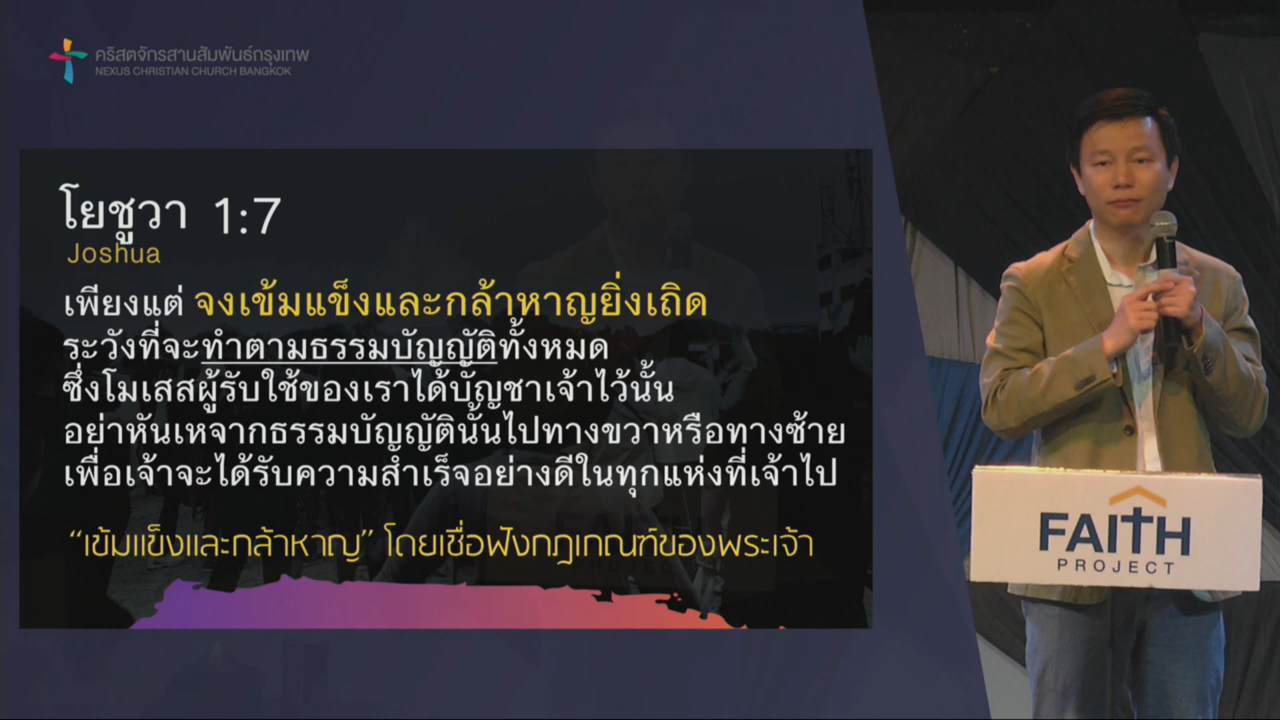 คริสตจักรสานสัมพันธ์กรุงเทพ
NEXUS CHRISTIAN CHURCH BANGKOK
โยชูวา 1:7
Joshua
เพียงแต่ จงเข้มแข็งและกล้าหาญยิ่งเถิด
ระวังที่จะทำตามธรรมบัญญัติทั้งหมด
ซึ่งโมเสสผู้รับใช้ของเราได้บัญชาเจ้าไว้นั้น
อย่าหันเหจากธรรมบัญญัตินั้นไปทางขวาหรือทางซ้าย
เพื่อเจ้าจะได้รับความสำเร็จอย่างดีในทุกแห่งที่เจ้าไป
“เข้มแข็งและกล้าหาญ” โดยเชื่อฟังกฎเกณฑ์ของพระเจ้า
FAITH
PROJECT